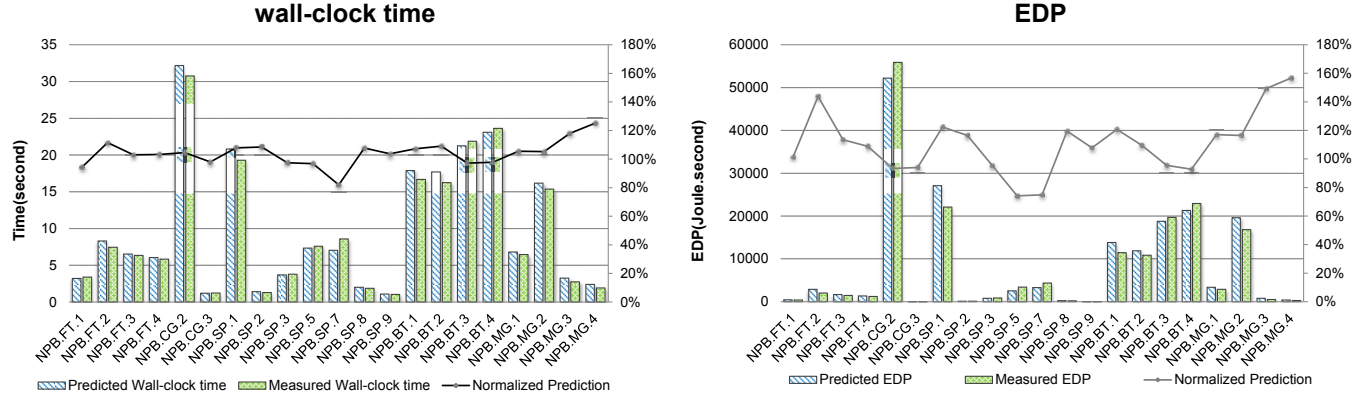 wall-clock time
Time(second)
35
30
25
20
15
10
5
0
180%
160%
140%
120%
100%
80%
60%
40%
20%
0%
NPB.FT.1
NPB.FT.2
NPB.FT.3
NPB.FT.4
NPB.CG.2
NPB.CG.3
NPB.SP.1
NPB.SP.2
NPB.SP.3
NPB.SP.5
NPB.SP.7
NPB.SP.8
NPB.SP.9
NPB.BT.1
NPB.BT.2
NPB.BT.3
NPB.BT.4
NPB.MG.1
NPB.MG.2
NPB.MG.3
NPB.MG.4
Predicted Wall-clock time Measured Wall-clock time Normalized Prediction
EDP
EDP(Joule.second)
60000
50000
40000
30000
20000
10000
0
180%
160%
140%
120%
100%
80%
60%
40%
20%
0%
NPB.FT.1
NPB.FT.2
NPB.FT.3
NPB.FT.4
NPB.CG.2
NPB.CG.3
NPB.SP.1
NPB.SP.2
NPB.SP.3
NPB.SP.5
NPB.SP.7
NPB.SP.8
NPB.SP.9
NPB.BT.1
NPB.BT.2
NPB.BT.3
NPB.BT.4
NPB.MG.1
NPB.MG.2
NPB.MG.3
NPB.MG.4
Predicted EDP Measured EDP Normalized Prediction